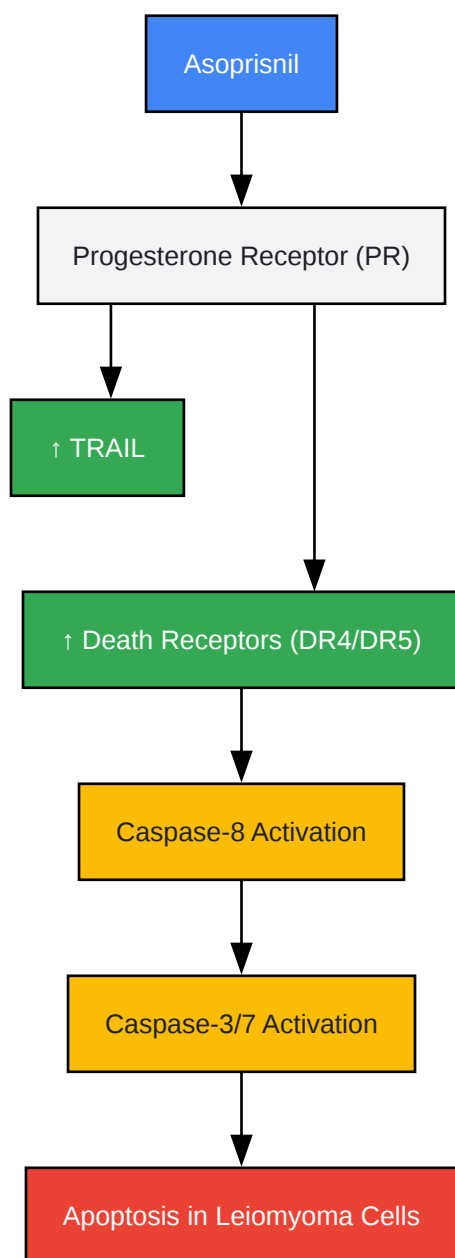 Asoprisnil
Progesterone Receptor (PR)
↑ TRAIL
↑ Death Receptors (DR4/DR5)
Caspase-8 Activation
Caspase-3/7 Activation
Apoptosis in Leiomyoma Cells